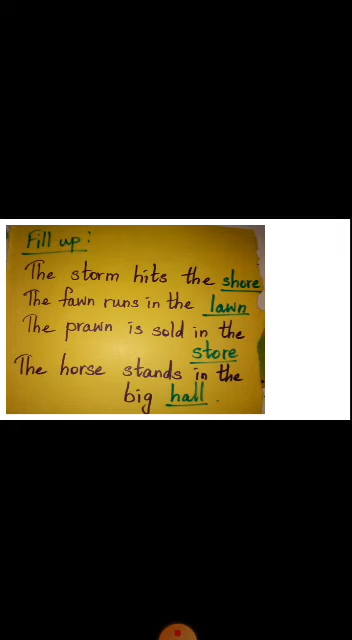 Fill up:
The storm hits the shore
The fawn runs in the lawn
The prawn is sold in the
store
The horse stands in the
big hall.